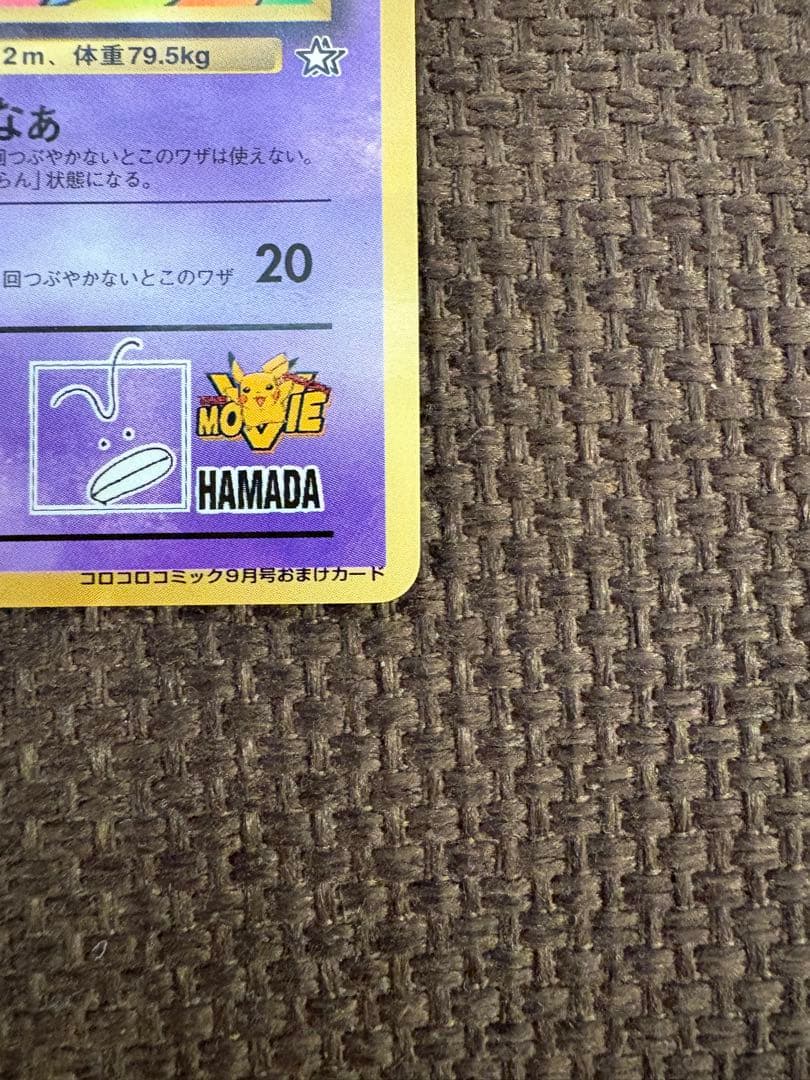 2m、体重79.5kg
なぁ
回つぶやかないとこのワザは使えない。
らん」状態になる。
回つぶやかないとこのワザ 20
MOVIE
HAMADA
コロコロコミック9月号おまけカード